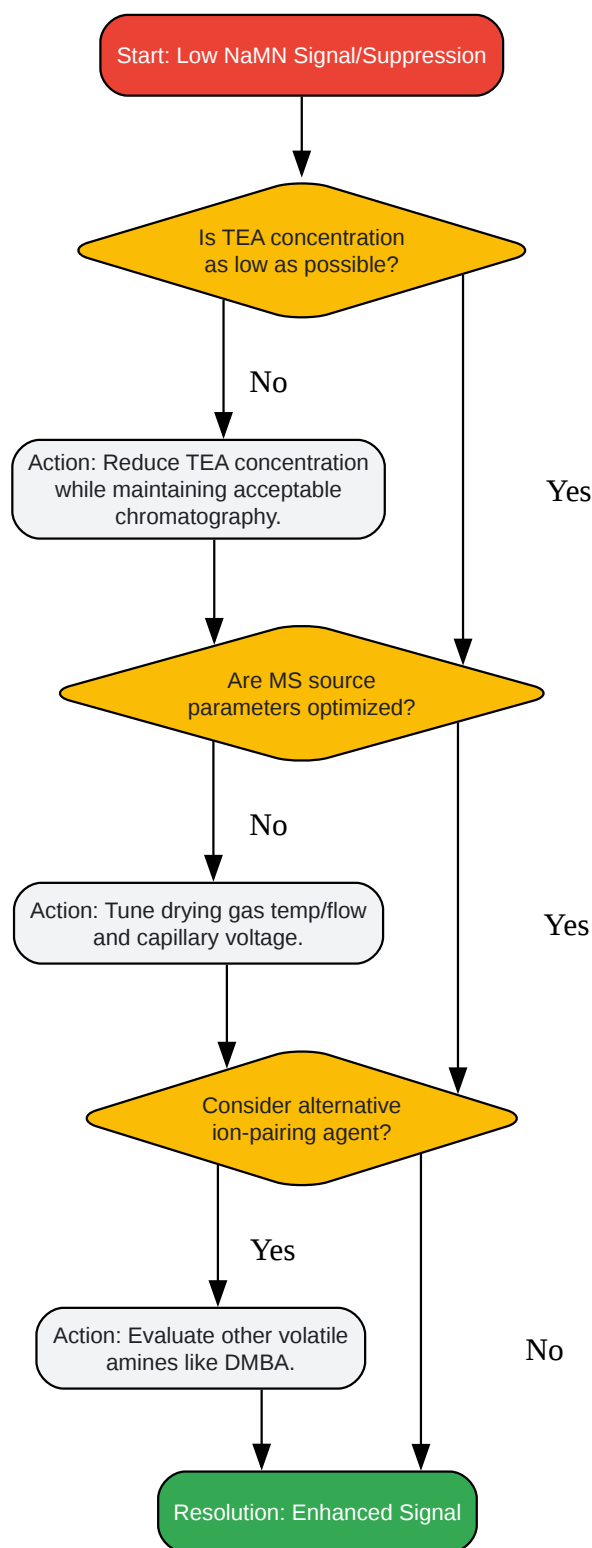 Start: Low NaMN Signal/Suppression
Is TEA concentration
as low as possible?
No
Action: Reduce TEA concentration
while maintaining acceptable
chromatography.
Yes
Are MS source
parameters optimized?
No
Action: Tune drying gas temp/flow
and capillary voltage.
Yes
Consider alternative
ion-pairing agent?
Yes
Action: Evaluate other volatile
amines like DMBA.
No
Resolution: Enhanced Signal